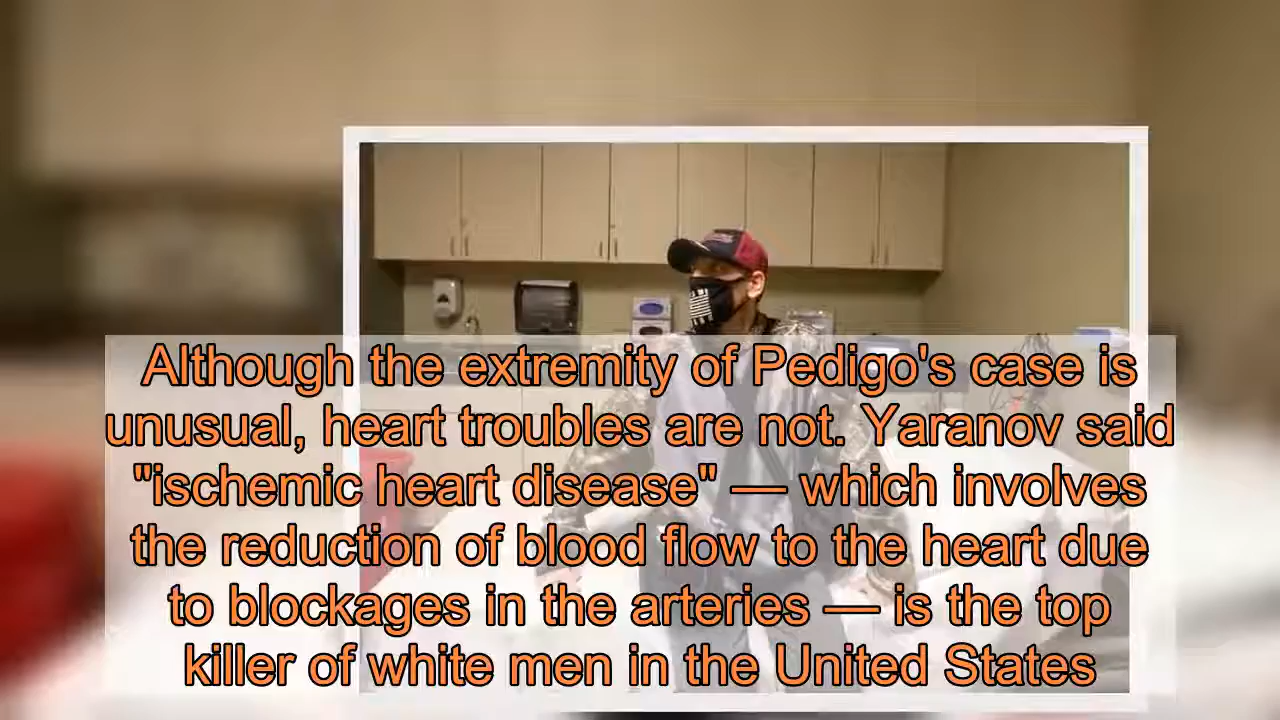 Although the extremity of Pedigo's case is
unusual, heart troubles are not. Yaranov said
"ischemic heart disease" — which involves
the reduction of blood flow to the heart due
to blockages in the arteries — is the top
killer of white men in the United States